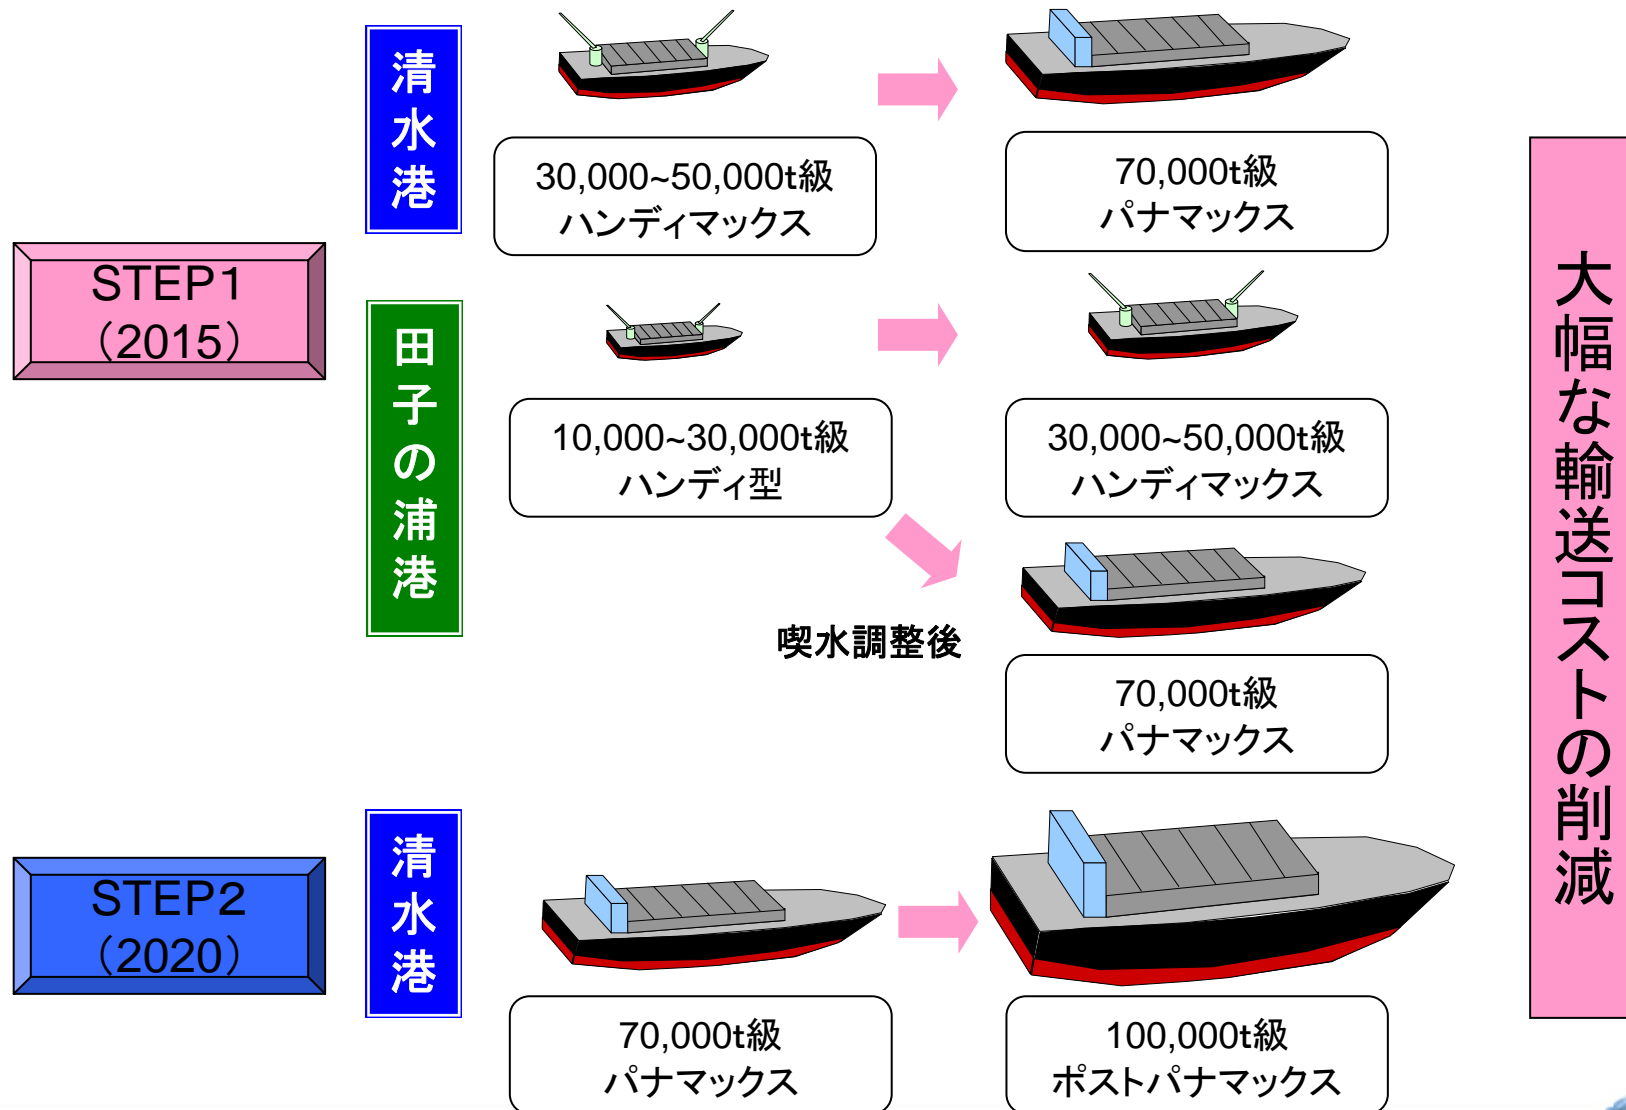 STEP1
（2015）
清水港
30,000~50,000t級
ハンディマックス
70,000t級
パナマックス
田子の浦港
10,000~30,000t級
ハンディ型
30,000~50,000t級
ハンディマックス
喫水調整後
70,000t級
パナマックス
STEP2
（2020）
清水港
70,000t級
パナマックス
100,000t級
ポストパナマックス
大幅な輸送コストの削減